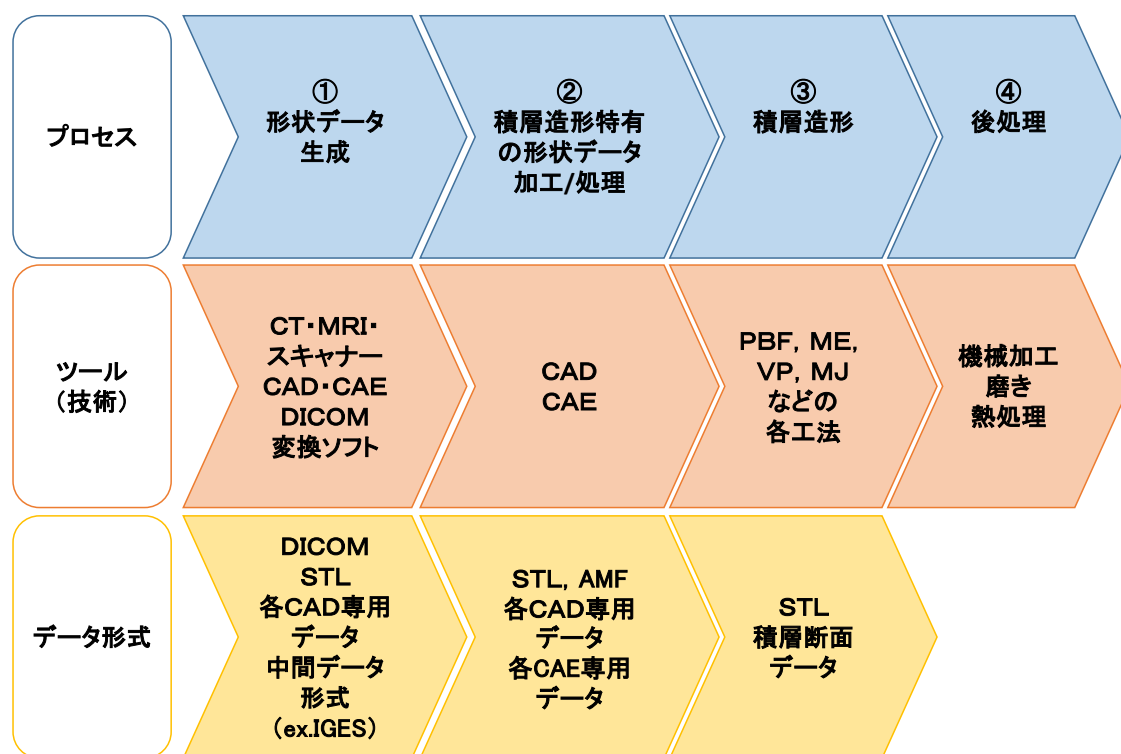 プロセス
①
形状データ
生成
②
積層造形特有
の形状データ
加工/処理
③
積層造形
④
後処理
ツール
（技術）
CT・MRI・
スキャナー
CAD・CAE
DICOM
変換ソフト
CAD
CAE
PBF, ME,
VP, MJ
などの
各工法
機械加工
磨き
熱処理
データ形式
DICOM
STL
各CAD専用
データ
中間データ
形式
（ex.IGES）
STL, AMF
各CAD専用
データ
各CAE専用
データ
STL
積層断面
データ